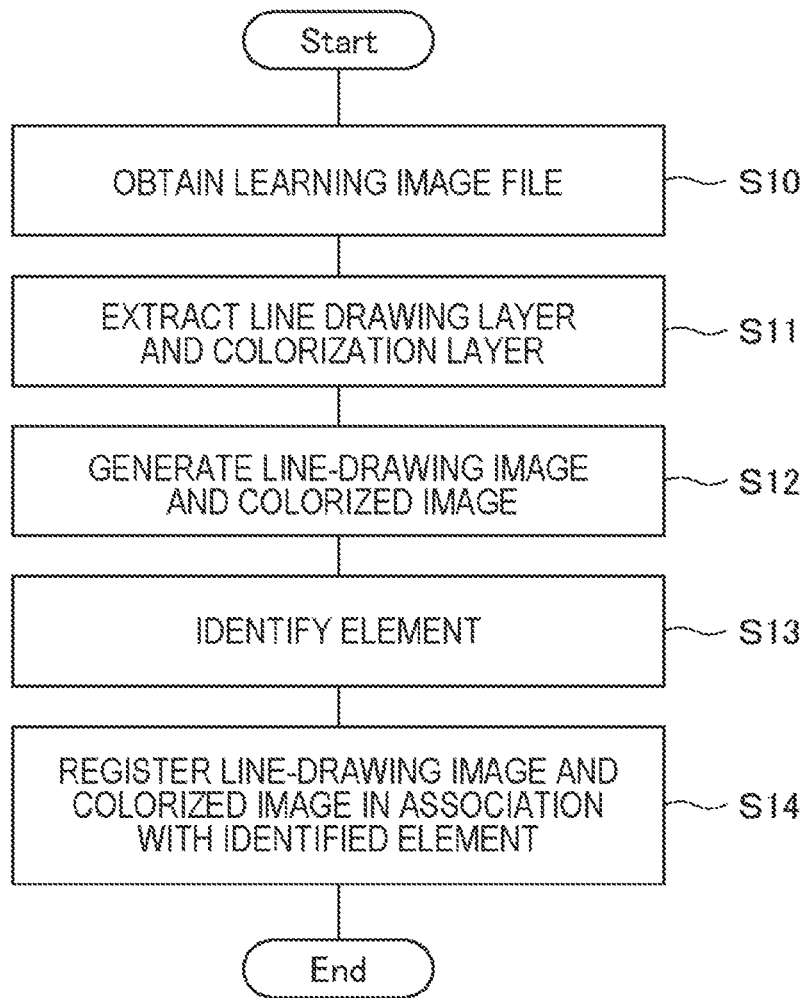 Start
OBTAIN LEARNING IMAGE FILE
S10
EXTRACT LINE DRAWING LAYER
AND COLORIZATION LAYER
S11
GENERATE LINE-DRAWING IMAGE
AND COLORIZED IMAGE
S12
IDENTIFY ELEMENT
S13
REGISTER LINE-DRAWING IMAGE AND
COLORIZED IMAGE IN ASSOCIATION
WITH IDENTIFIED ELEMENT
S14
End